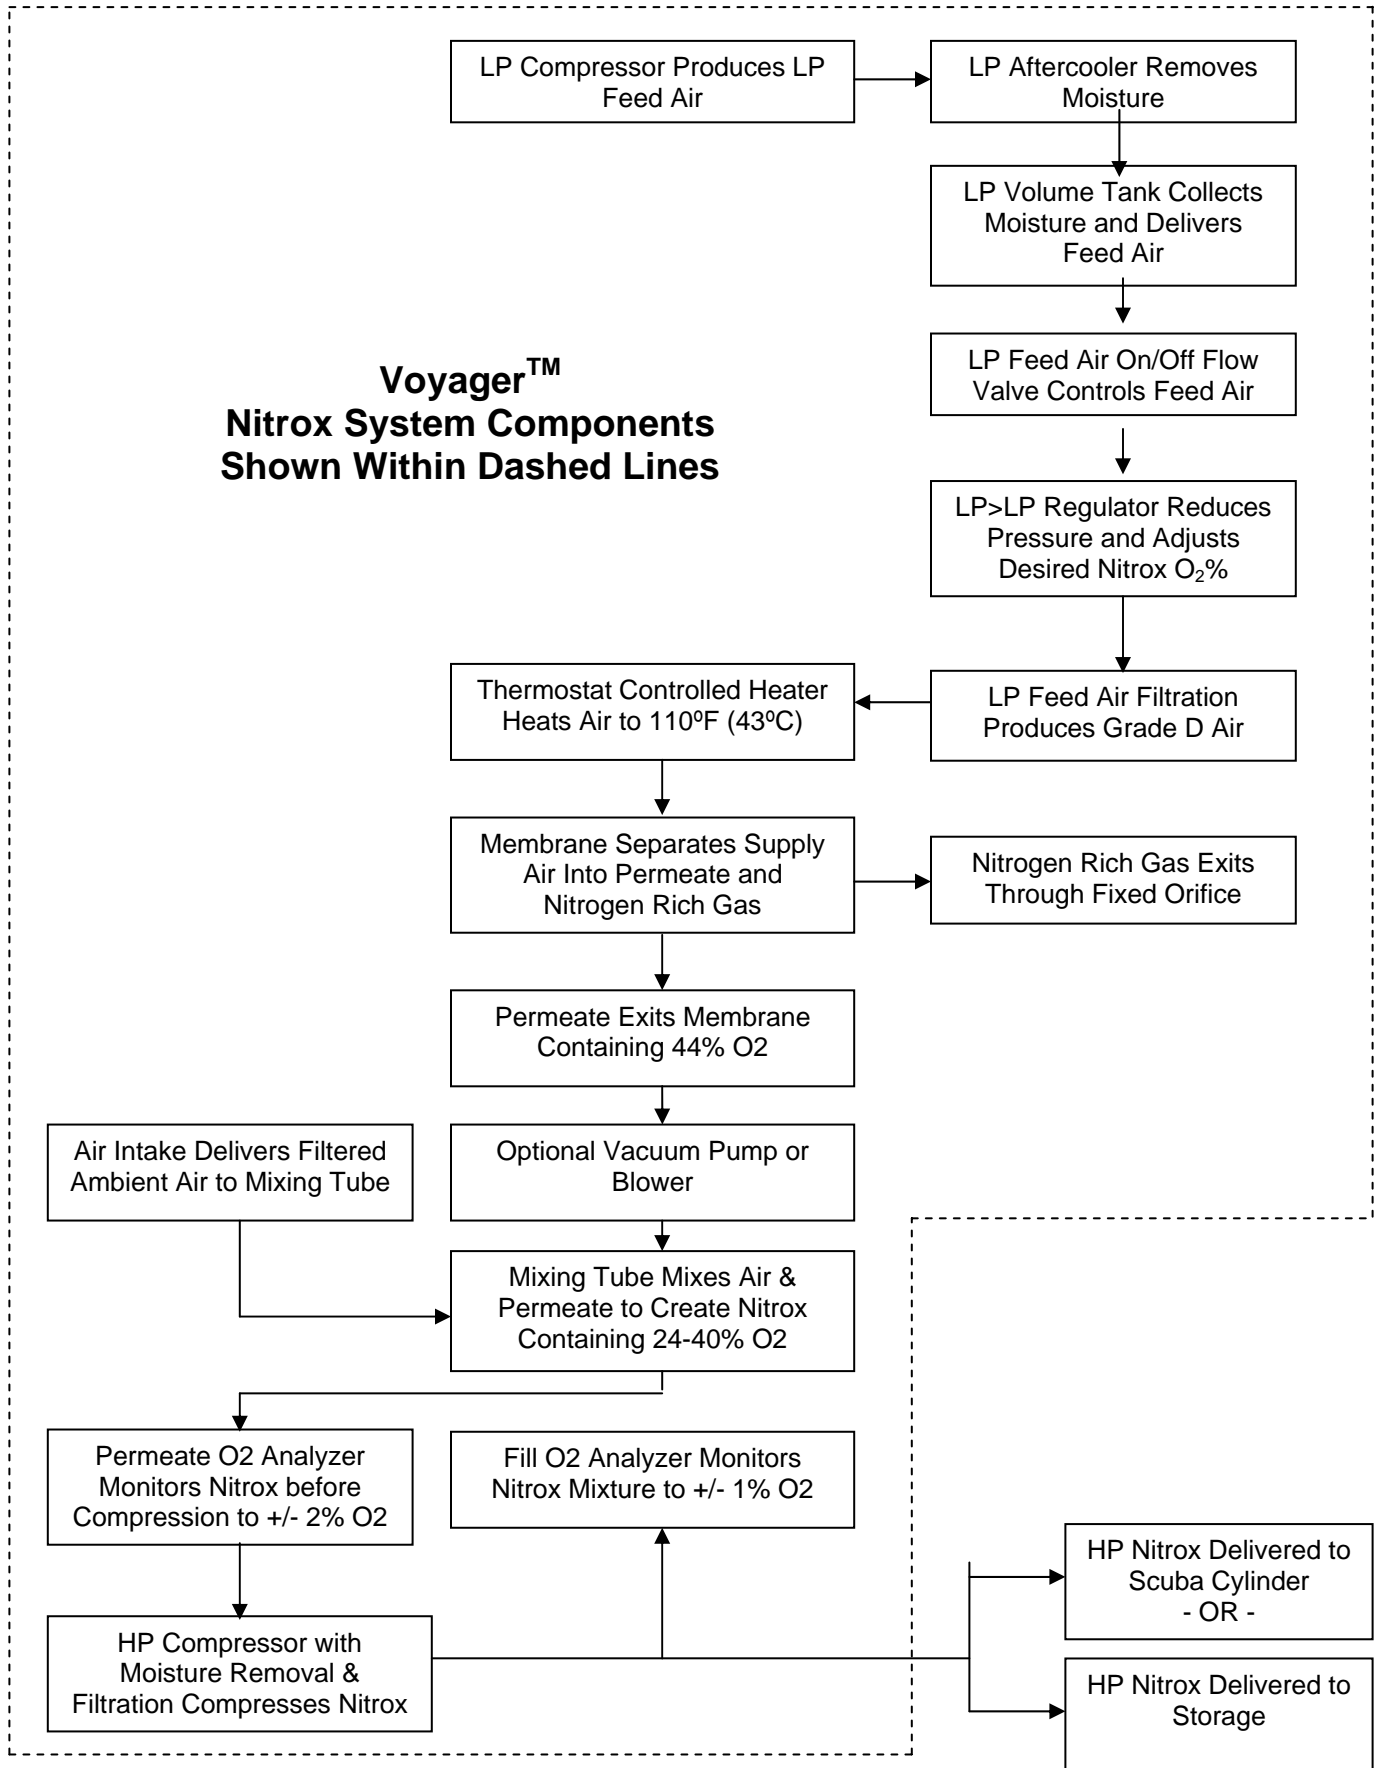 LP Compressor Produces LP
Feed Air
LP Aftercooler Removes
Moisture
LP Volume Tank Collects
Moisture and Delivers
Feed Air
LP Feed Air On/Off Flow
Valve Controls Feed Air
Voyager™
Nitrox System Components
Shown Within Dashed Lines
LP>LP Regulator Reduces
Pressure and Adjusts
Desired Nitrox O₂%
Thermostat Controlled Heater
Heats Air to 110ºF (43ºC)
LP Feed Air Filtration
Produces Grade D Air
Membrane Separates Supply
Air Into Permeate and
Nitrogen Rich Gas
Nitrogen Rich Gas Exits
Through Fixed Orifice
Permeate Exits Membrane
Containing 44% O2
Air Intake Delivers Filtered
Ambient Air to Mixing Tube
Optional Vacuum Pump or
Blower
Mixing Tube Mixes Air &
Permeate to Create Nitrox
Containing 24-40% O2
Permeate O2 Analyzer
Monitors Nitrox before
Compression to +/- 2% O2
Fill O2 Analyzer Monitors
Nitrox Mixture to +/- 1% O2
HP Compressor with
Moisture Removal &
Filtration Compresses Nitrox
HP Nitrox Delivered to
Scuba Cylinder
- OR -
HP Nitrox Delivered to
Storage